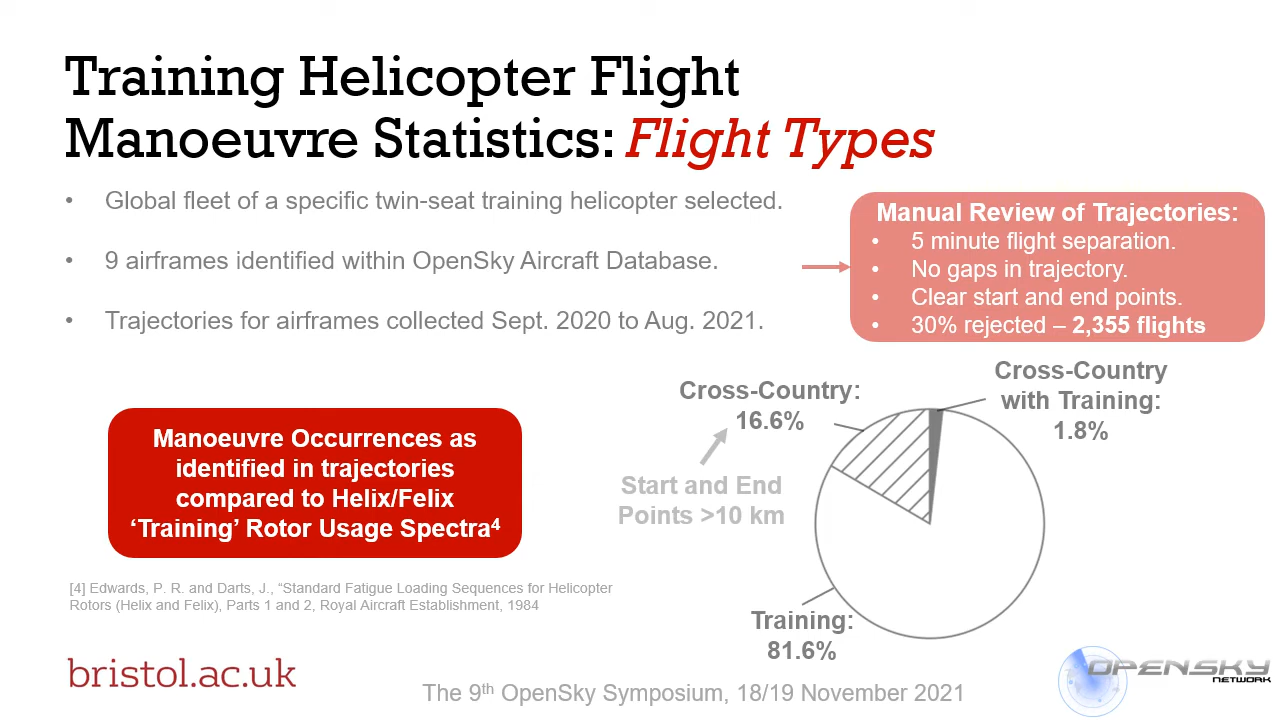 Training Helicopter Flight
Manoeuvre Statistics: Flight Types
• Global fleet of a specific twin-seat training helicopter selected.
• 9 airframes identified within OpenSky Aircraft Database.
• Trajectories for airframes collected Sept. 2020 to Aug. 2021.
Manual Review of Trajectories:
• 5 minute flight separation.
• No gaps in trajectory.
• Clear start and end points.
• 30% rejected – 2,355 flights
Cross-Country:
16.6%
Cross-Country
with Training:
1.8%
Start and End
Points >10 km
Training:
81.6%
Manoeuvre Occurrences as
identified in trajectories
compared to Helix/Felix
‘Training’ Rotor Usage Spectra⁴
[4] Edwards, P. R. and Darts, J., “Standard Fatigue Loading Sequences for Helicopter
Rotors (Helix and Felix), Parts 1 and 2, Royal Aircraft Establishment, 1984
bristol.ac.uk
The 9th OpenSky Symposium, 18/19 November 2021
OPENSKY
NETWORK